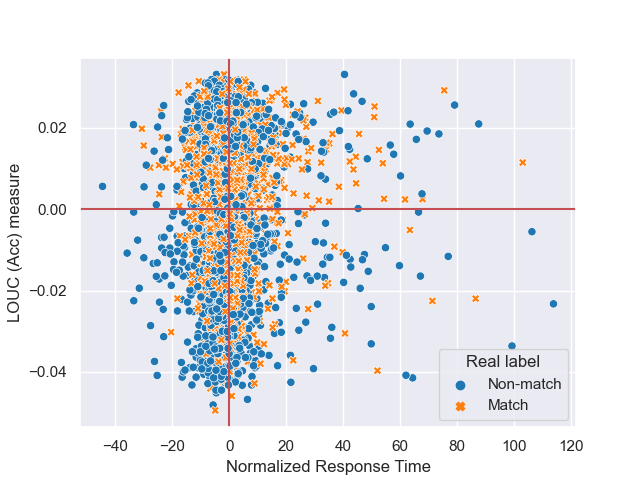 LOUC (Acc) measure
0.02
0.00
−0.02
−0.04
−40 −20 0 20 40 60 80 100 120
Normalized Response Time
Real label
Non-match
Match